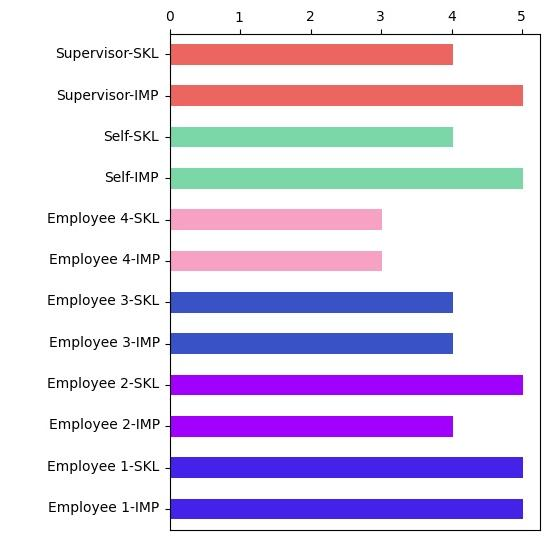 0 1 2 3 4 5
Supervisor-SKL
Supervisor-IMP
Self-SKL
Self-IMP
Employee 4-SKL
Employee 4-IMP
Employee 3-SKL
Employee 3-IMP
Employee 2-SKL
Employee 2-IMP
Employee 1-SKL
Employee 1-IMP